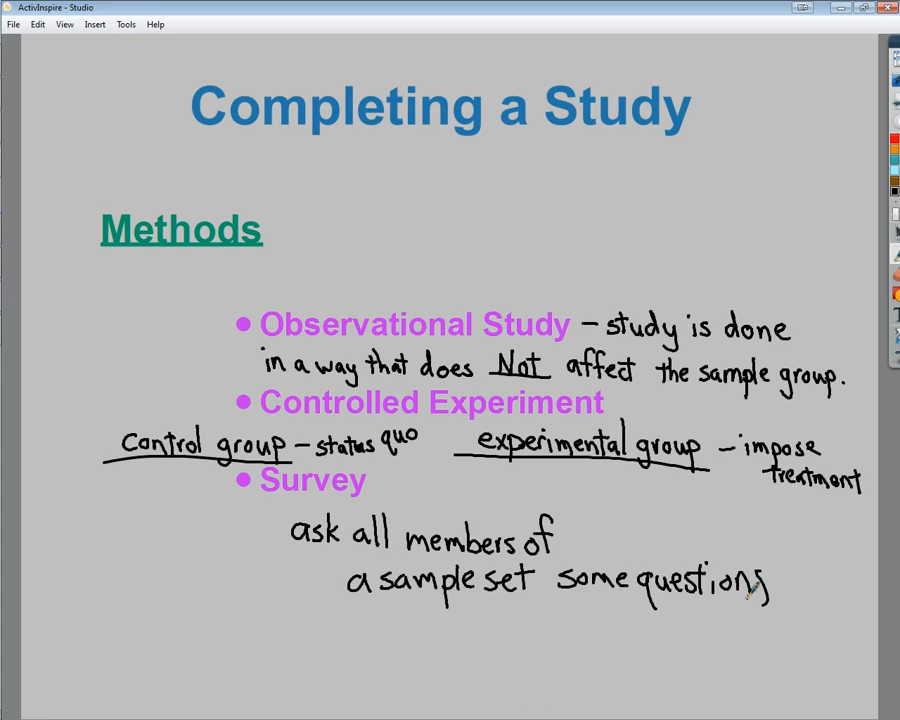 ActivInspire - Studio
File Edit View Insert Tools Help
Completing a Study
Methods
• Observational Study – study is done
in a way that does Not affect the sample group.
• Controlled Experiment
control group – status quo experimental group – impose
treatment
• Survey
ask all members of
a sample set some questions